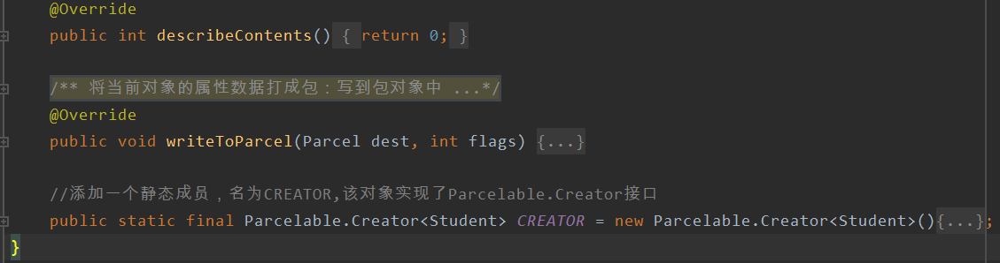 @Override
public int describeContents() { return 0; }
/** 将当前对象的属性数据打成包：写到包对象中 ...*/
@Override
public void writeToParcel(Parcel dest, int flags) {...}
//添加一个静态成员，名为CREATOR,该对象实现了Parcelable.Creator接口
public static final Parcelable.Creator<Student> CREATOR = new Parcelable.Creator<Student>(){...};
}